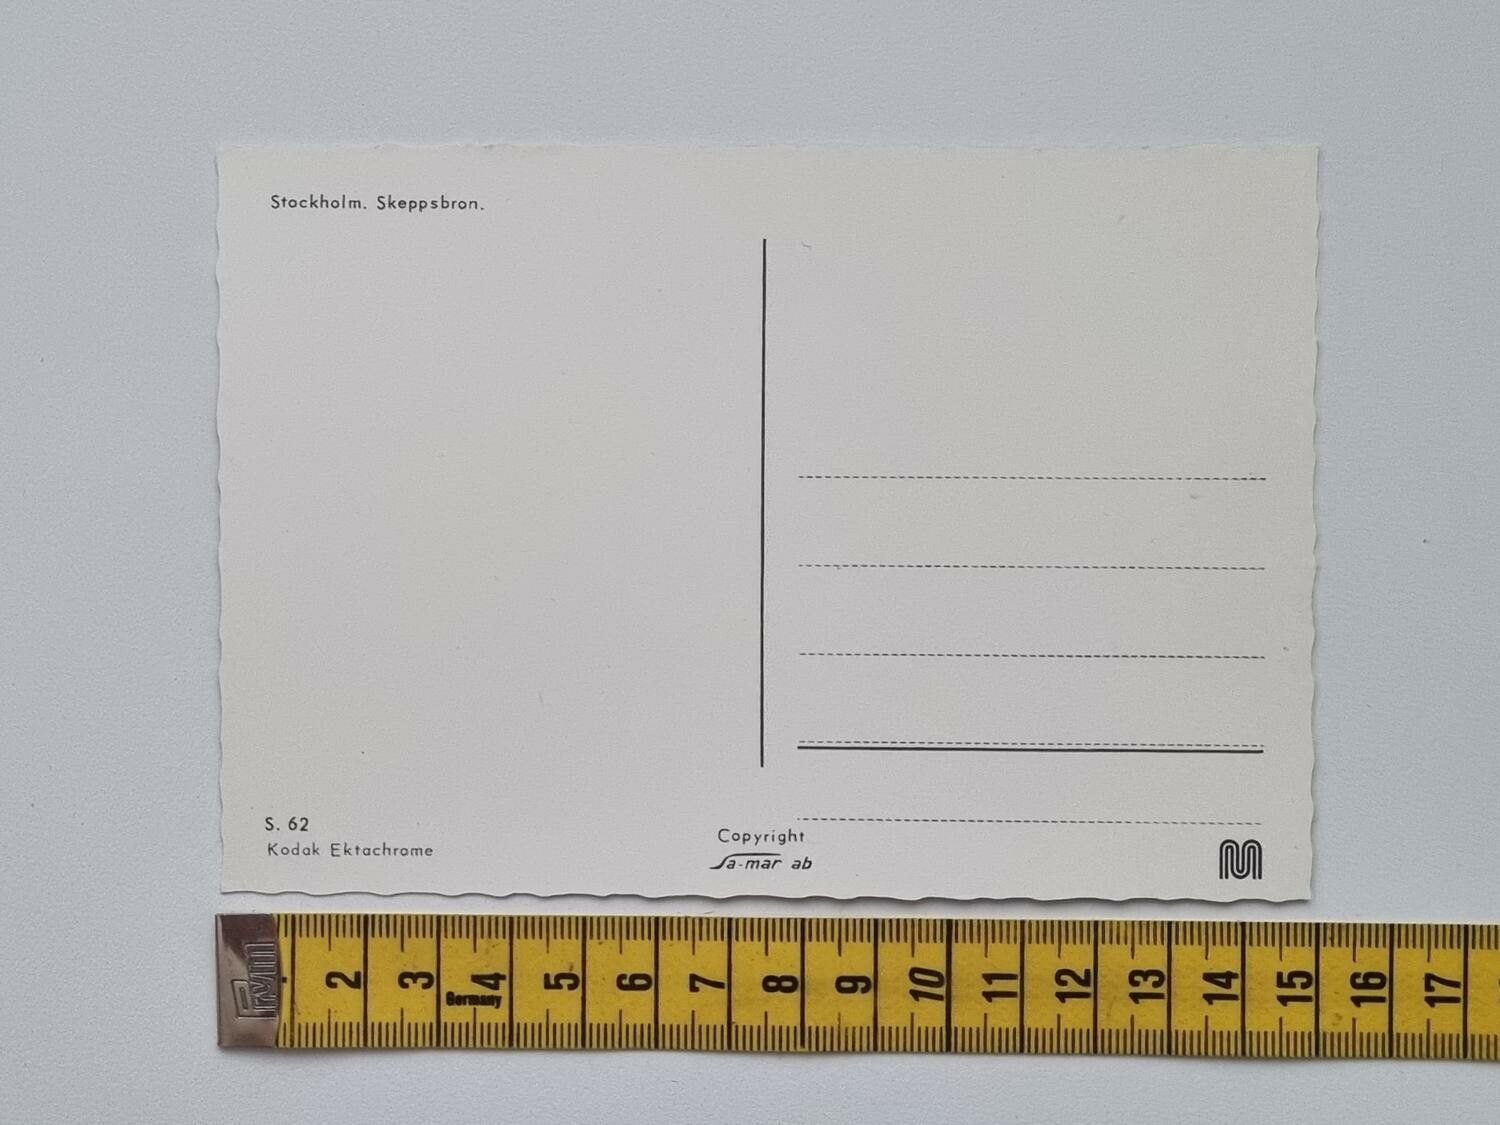 Stockholm. Skeppsbron.
S. 62
Kodak Ektachrome
Copyright
Sa-mar ab
Prym
2 3 4 5 6 7 8 9 10 11 12 13 14 15 16 17
Germany